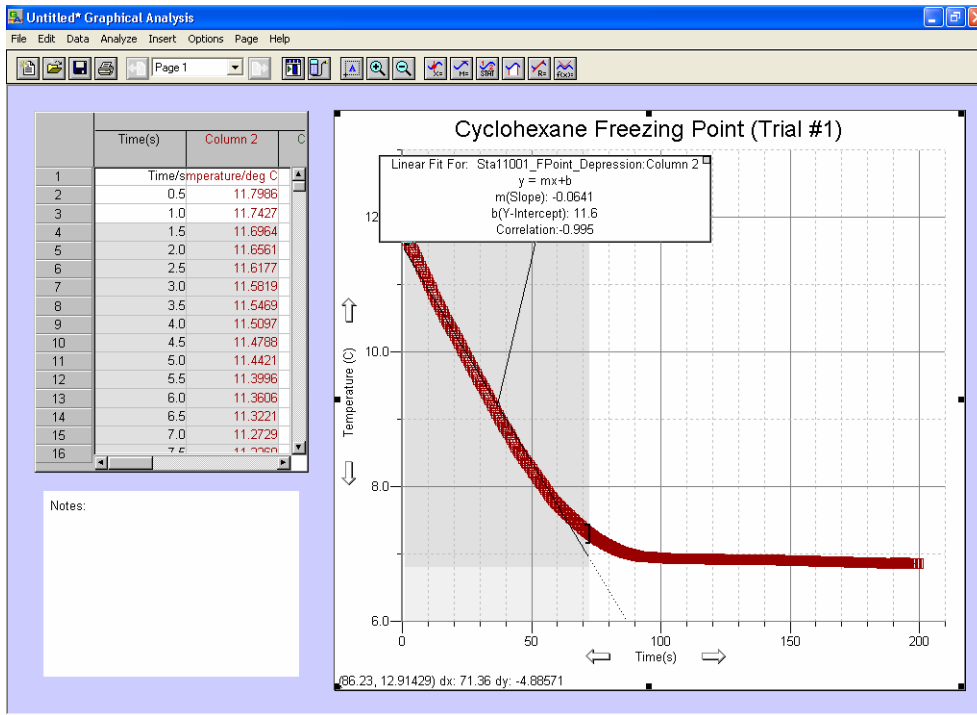 Untitled* Graphical Analysis
File Edit Data Analyze Insert Options Page Help
Page 1
X= M= STAT R= f(x)=
Time(s) Column 2 C
1 Time/s mperature/deg C
2 0.5 11.7986
3 1.0 11.7427
4 1.5 11.6964
5 2.0 11.6561
6 2.5 11.6177
7 3.0 11.5819
8 3.5 11.5469
9 4.0 11.5097
10 4.5 11.4788
11 5.0 11.4421
12 5.5 11.3996
13 6.0 11.3606
14 6.5 11.3221
15 7.0 11.2729
16 7.5
Notes:
Cyclohexane Freezing Point (Trial #1)
Linear Fit For: Sta11001_FPoint_Depression:Column 2
y = mx+b
m(Slope): -0.0641
b(Y-Intercept): 11.6
Correlation:-0.995
12
10.0
8.0
6.0
Temperature (C)
0 50 100 150 200
Time(s)
(86.23, 12.91429) dx: 71.36 dy: -4.88571